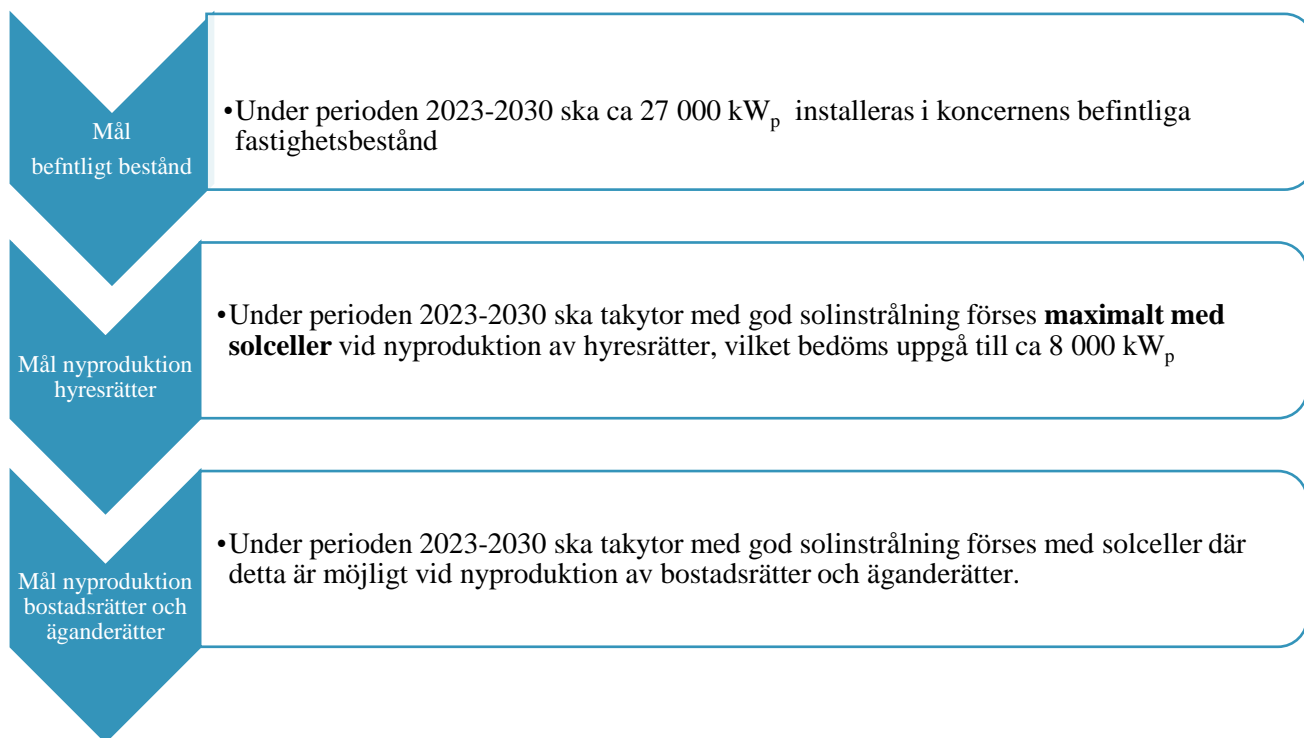 Mål
befntligt bestånd
•Under perioden 2023-2030 ska ca 27 000 kWp installeras i koncernens befintliga
fastighetsbestånd
Mål nyproduktion
hyresrätter
•Under perioden 2023-2030 ska takytor med god solinstrålning förses maximalt med
solceller vid nyproduktion av hyresrätter, vilket bedöms uppgå till ca 8 000 kWp
Mål nyproduktion
bostadsrätter och
äganderätter
•Under perioden 2023-2030 ska takytor med god solinstrålning förses med solceller där
detta är möjligt vid nyproduktion av bostadsrätter och äganderätter.